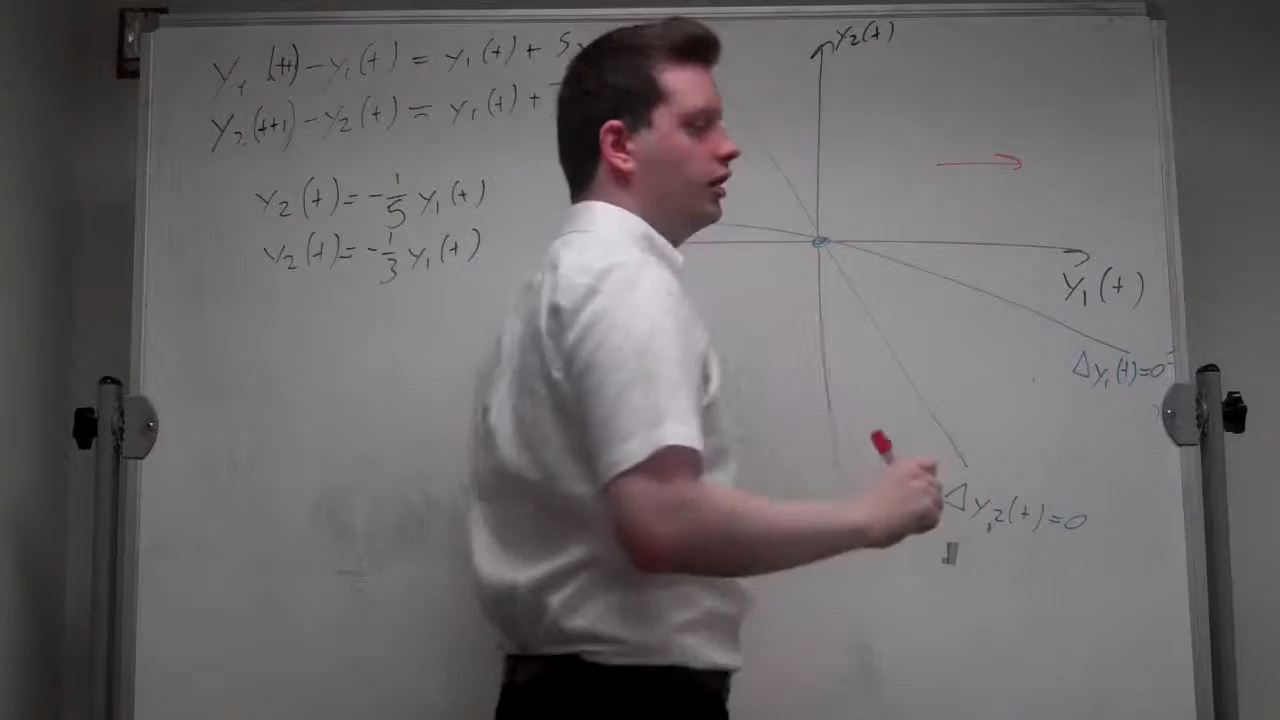 y₁(t+1) - y₁(t) = y₁(t) + 5
y₂(t+1) - y₂(t) = y₁(t) +
y₂(t) = -1/5 y₁(t)
y₂(t) = -1/3 y₁(t)
y₂(t)
y₁(t)
Δy₁(t)=0
Δy₂(t)=0